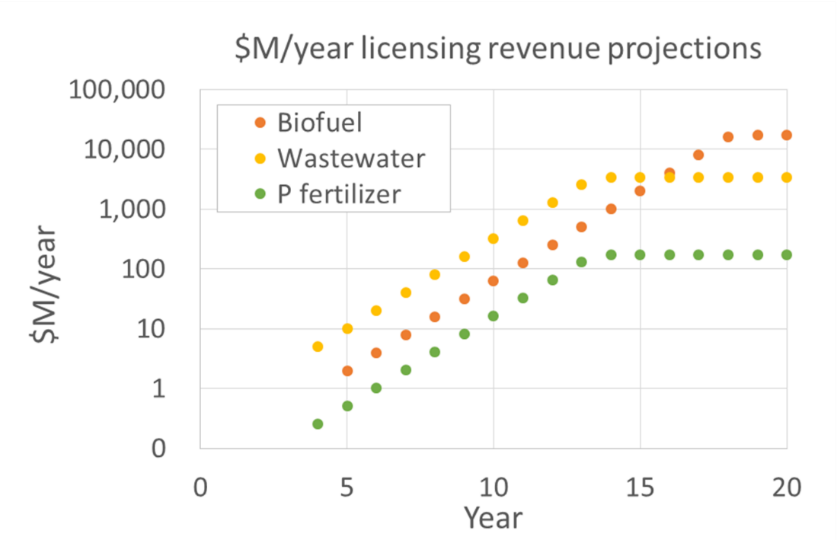 $M/year licensing revenue projections
100,000
10,000
1,000
100
10
1
0
Biofuel
Wastewater
P fertilizer
$M/year
0 5 10 15 20
Year